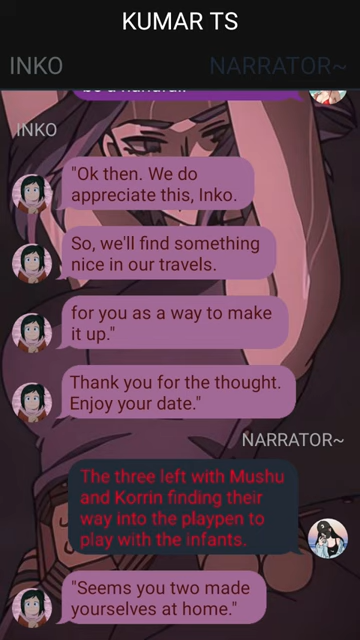 KUMAR TS
INKO
NARRATOR~
INKO
"Ok then. We do
appreciate this, Inko.
So, we'll find something
nice in our travels.
for you as a way to make
it up."
Thank you for the thought.
Enjoy your date."
NARRATOR~
The three left with Mushu
and Korrin finding their
way into the playpen to
play with the infants.
"Seems you two made
yourselves at home."